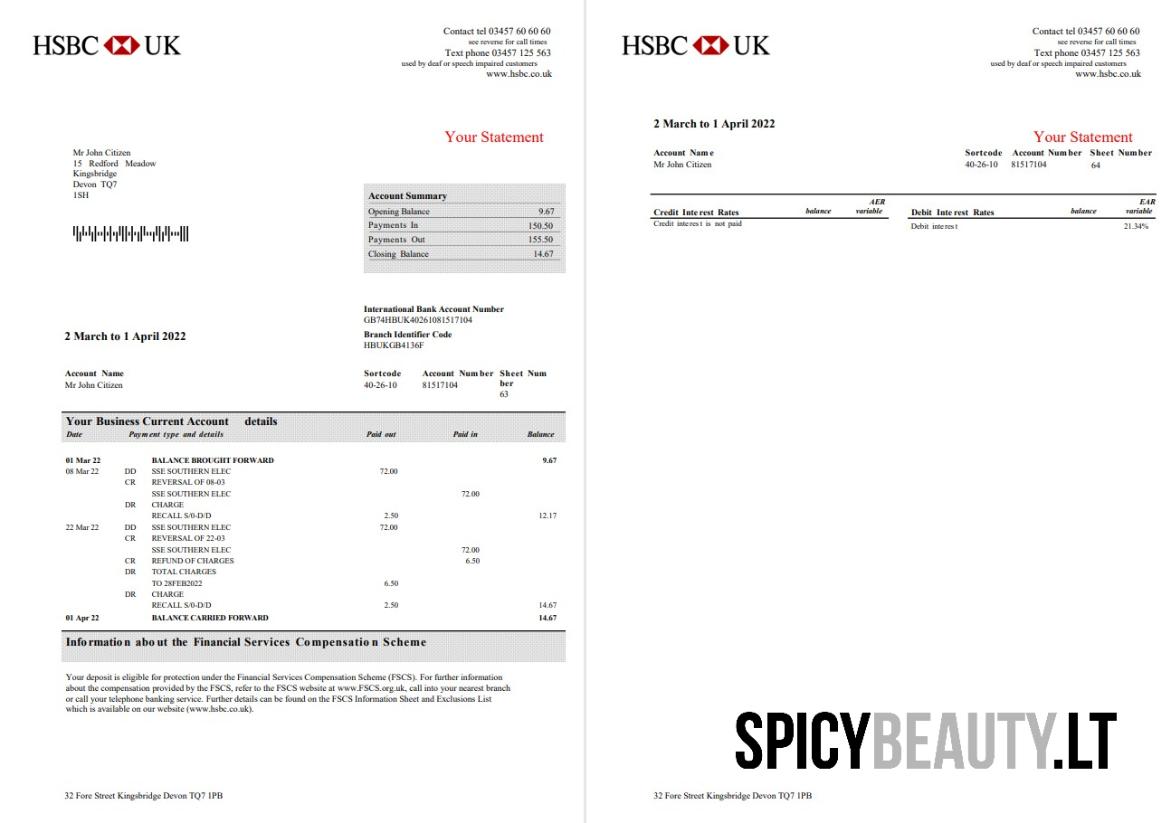 HSBC UK
Contact tel 03457 60 60 60
see reverse for call times
Text phone 03457 125 563
used by deaf or speech impaired customers
www.hsbc.co.uk
Your Statement
Mr John Citizen
15 Redford Meadow
Kingsbridge
Devon TQ7
1SH
Account Summary
Opening Balance 9.67
Payments In 150.50
Payments Out 155.50
Closing Balance 14.67
International Bank Account Number
GB74HBUK40261081517104
2 March to 1 April 2022
Branch Identifier Code
HBUKGB4136F
Account Name Sortcode Account Number Sheet Num
ber
Mr John Citizen 40-26-10 81517104
63
Your Business Current Account details
Date Payment type and details Paid out Paid in Balance
01 Mar 22 BALANCE BROUGHT FORWARD 9.67
08 Mar 22 DD SSE SOUTHERN ELEC 72.00
CR REVERSAL OF 08-03
SSE SOUTHERN ELEC 72.00
DR CHARGE
RECALL S/0-D/D 2.50 12.17
22 Mar 22 DD SSE SOUTHERN ELEC 72.00
CR REVERSAL OF 22-03
SSE SOUTHERN ELEC 72.00
CR REFUND OF CHARGES 6.50
DR TOTAL CHARGES
TO 28FEB2022 6.50
DR CHARGE
RECALL S/0-D/D 2.50 14.67
01 Apr 22 BALANCE CARRIED FORWARD 14.67
Information about the Financial Services Compensation Scheme
Your deposit is eligible for protection under the Financial Services Compensation Scheme (FSCS). For further information
about the compensation provided by the FSCS, refer to the FSCS website at www.FSCS.org.uk, call into your nearest branch
or call your telephone banking service. Further details can be found on the FSCS Information Sheet and Exclusions List
which is available on our website (www.hsbc.co.uk).
32 Fore Street Kingsbridge Devon TQ7 1PB
HSBC UK
Contact tel 03457 60 60 60
see reverse for call times
Text phone 03457 125 563
used by deaf or speech impaired customers
www.hsbc.co.uk
2 March to 1 April 2022
Your Statement
Account Name Sortcode Account Number Sheet Number
Mr John Citizen 40-26-10 81517104 64
AER EAR
Credit Interest Rates balance variable Debit Interest Rates balance variable
Credit interest is not paid Debit interest 21.34%
SPICYBEAUTY.LT
32 Fore Street Kingsbridge Devon TQ7 1PB